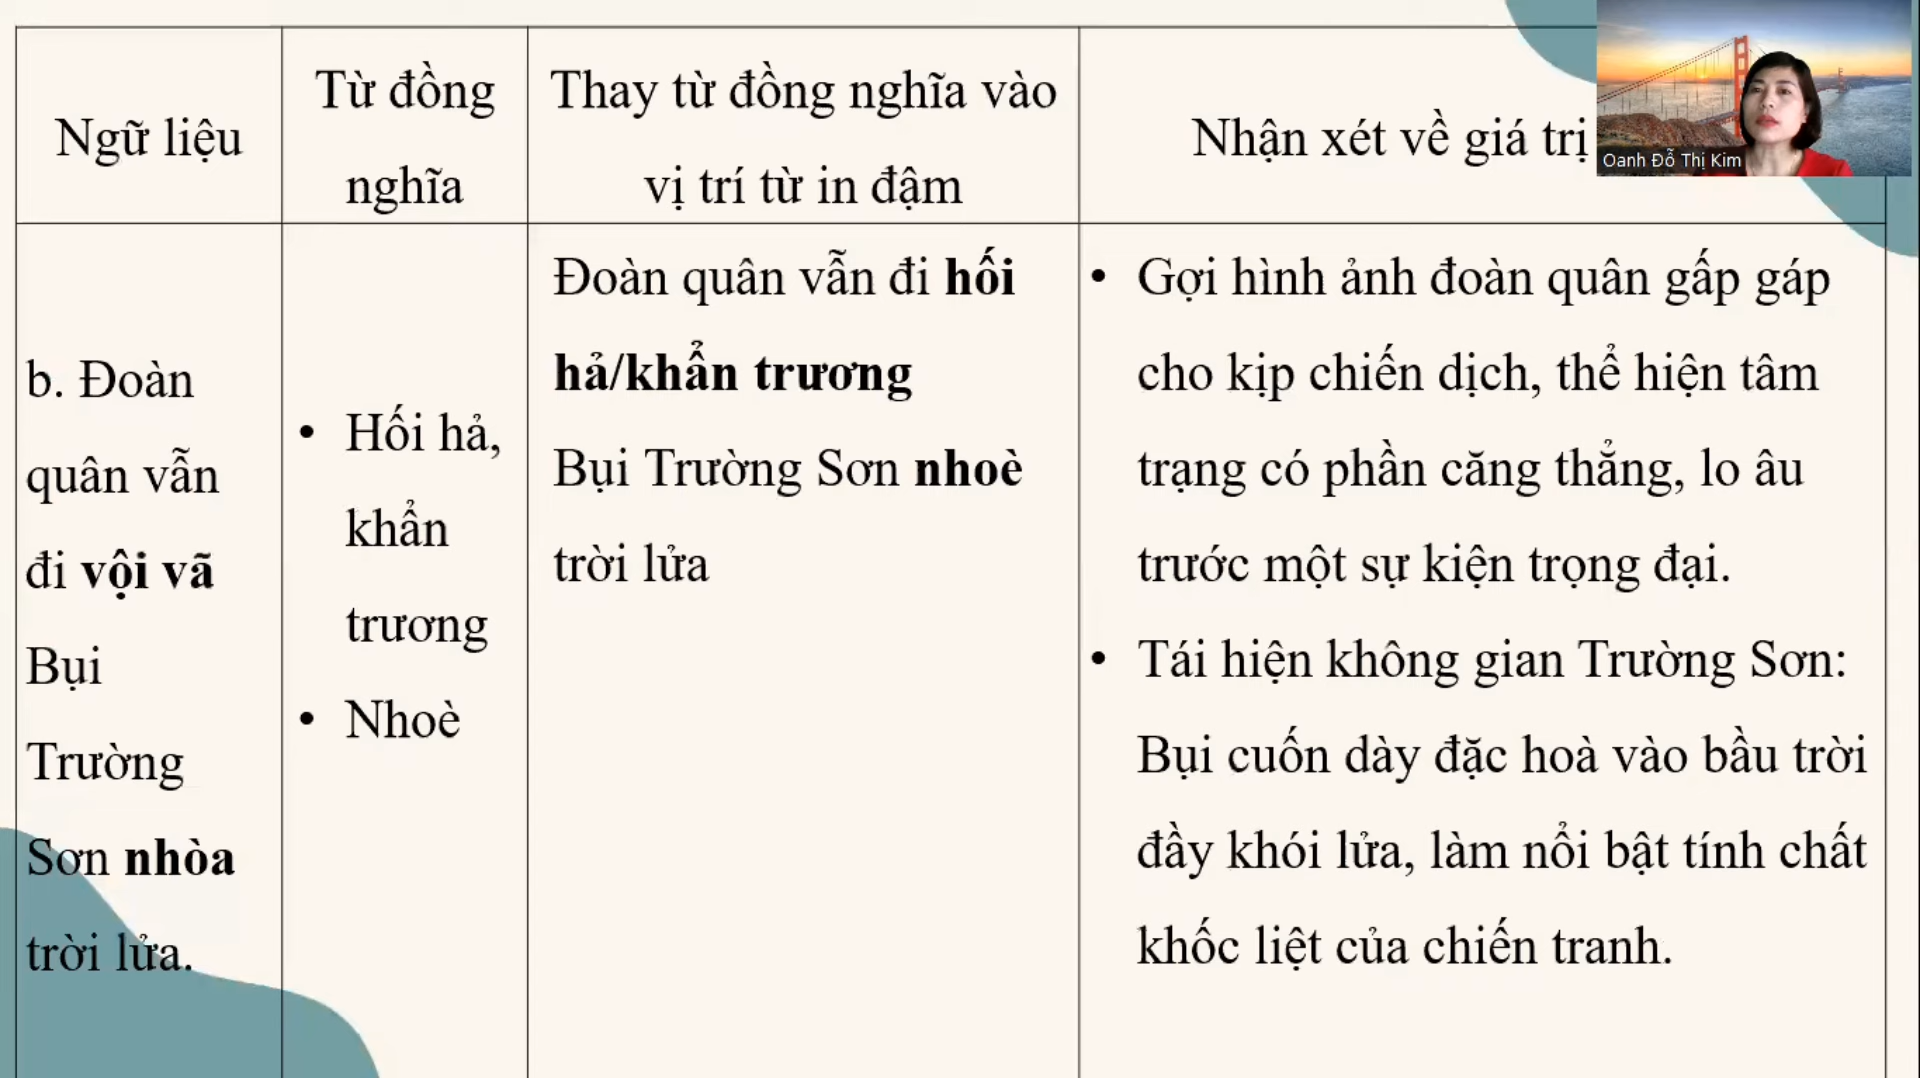 Ngữ liệu
Từ đồng
nghĩa
Thay từ đồng nghĩa vào
vị trí từ in đậm
Nhận xét về giá trị
Oanh Đỗ Thị Kim
b. Đoàn
quân vẫn
đi vội vã
Bụi
Trường
Sơn nhòa
trời lửa.
• Hối hả,
khẩn
trương
• Nhoè
Đoàn quân vẫn đi hối
hả/khẩn trương
Bụi Trường Sơn nhoè
trời lửa
• Gợi hình ảnh đoàn quân gấp gáp
cho kịp chiến dịch, thể hiện tâm
trạng có phần căng thẳng, lo âu
trước một sự kiện trọng đại.
• Tái hiện không gian Trường Sơn:
Bụi cuốn dày đặc hoà vào bầu trời
đầy khói lửa, làm nổi bật tính chất
khốc liệt của chiến tranh.